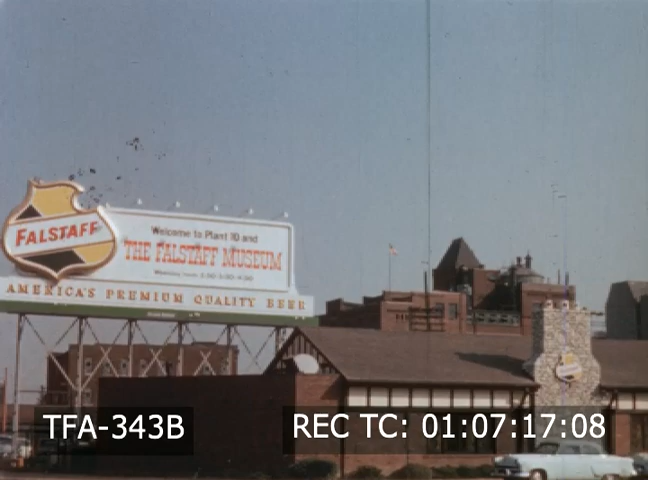 Welcome to Plant 10 and
FALSTAFF
THE FALSTAFF MUSEUM
AMERICA'S PREMIUM QUALITY BEER
TFA-343B
REC TC: 01:07:17:08